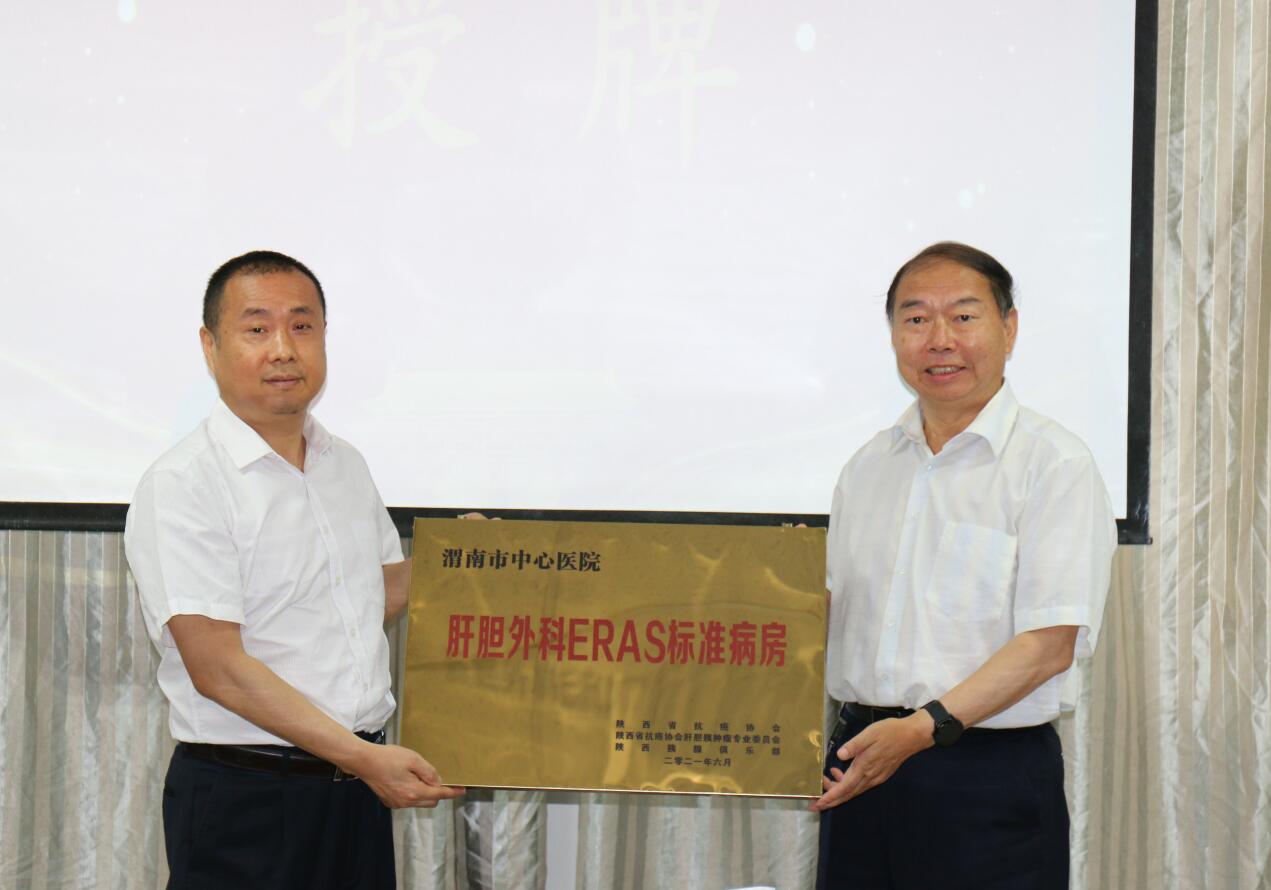 授牌
渭南市中心医院
肝胆外科ERAS标准病房
陕西省抗癌协会
陕西省抗癌协会肝胆胰肿瘤专业委员会
陕西胰腺俱乐部
二零二一年六月